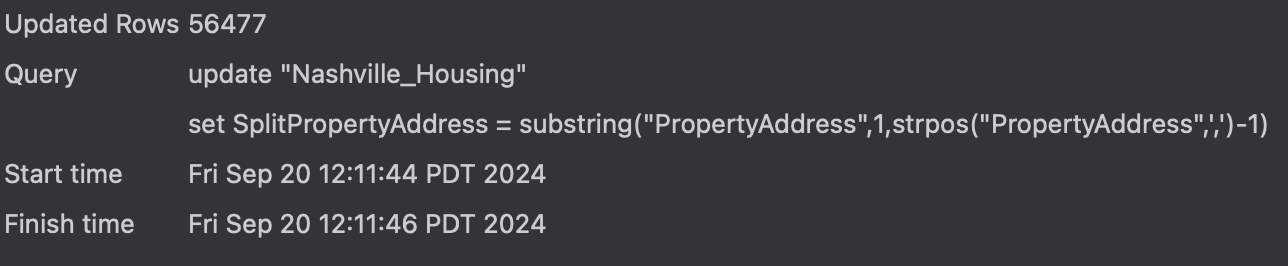 Updated Rows 56477
Query update "Nashville_Housing"
set SplitPropertyAddress = substring("PropertyAddress",1,strpos("PropertyAddress",',')-1)
Start time Fri Sep 20 12:11:44 PDT 2024
Finish time Fri Sep 20 12:11:46 PDT 2024